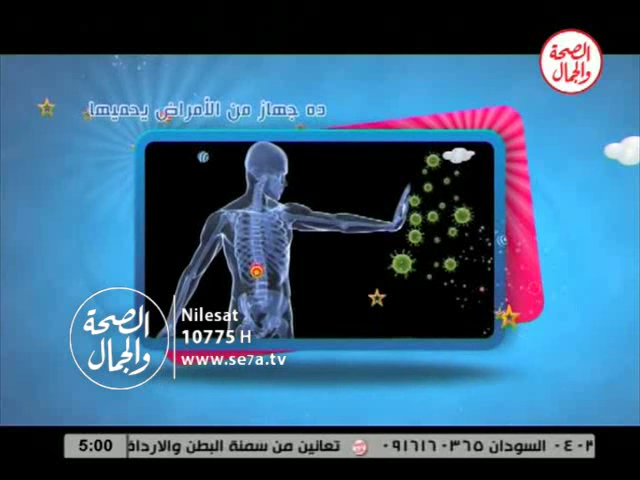 الصحة
والجمال
ده جهاز من الأمراض يحميها
الصحة
والجمال
Nilesat
10775 H
www.se7a.tv
5:00
السودان ٠٩١٦١٦٠٣٦٥ تعانين من سمنة البطن والارداف